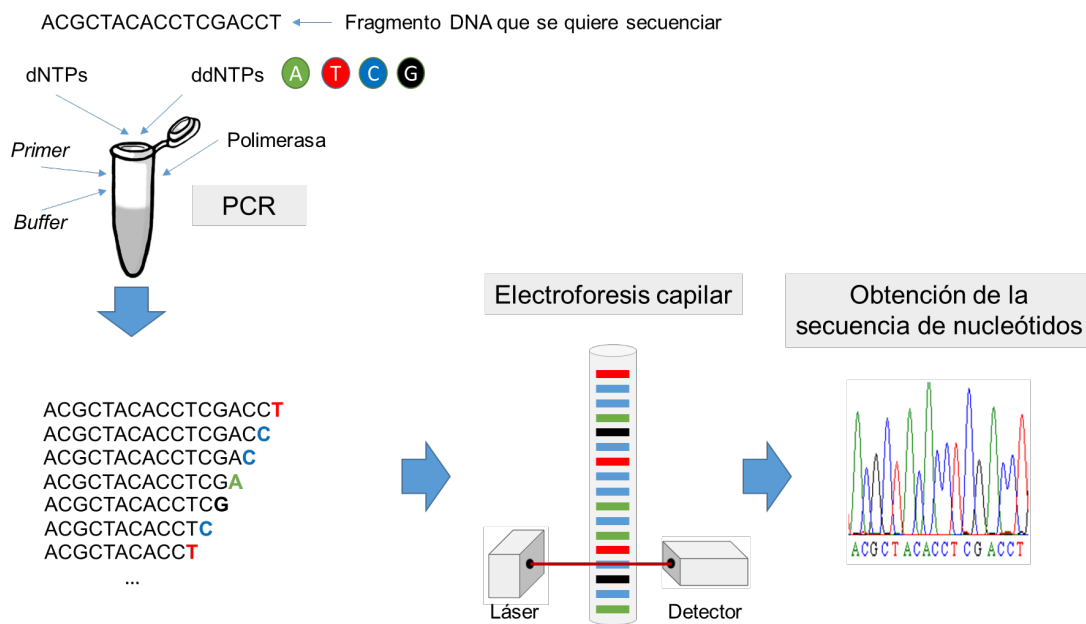 ACGCTACACCTCGACCT
Fragmento DNA que se quiere secuenciar
dNTPs
ddNTPs
A T C G
Primer
Polimerasa
Buffer
PCR
ACGCTACACCTCGACCT
ACGCTACACCTCGACC
ACGCTACACCTCGAC
ACGCTACACCTCGA
ACGCTACACCTCG
ACGCTACACCTC
ACGCTACACCT
...
Electroforesis capilar
Láser
Detector
Obtención de la
secuencia de nucleótidos
ACGCTACACCTCGACCT